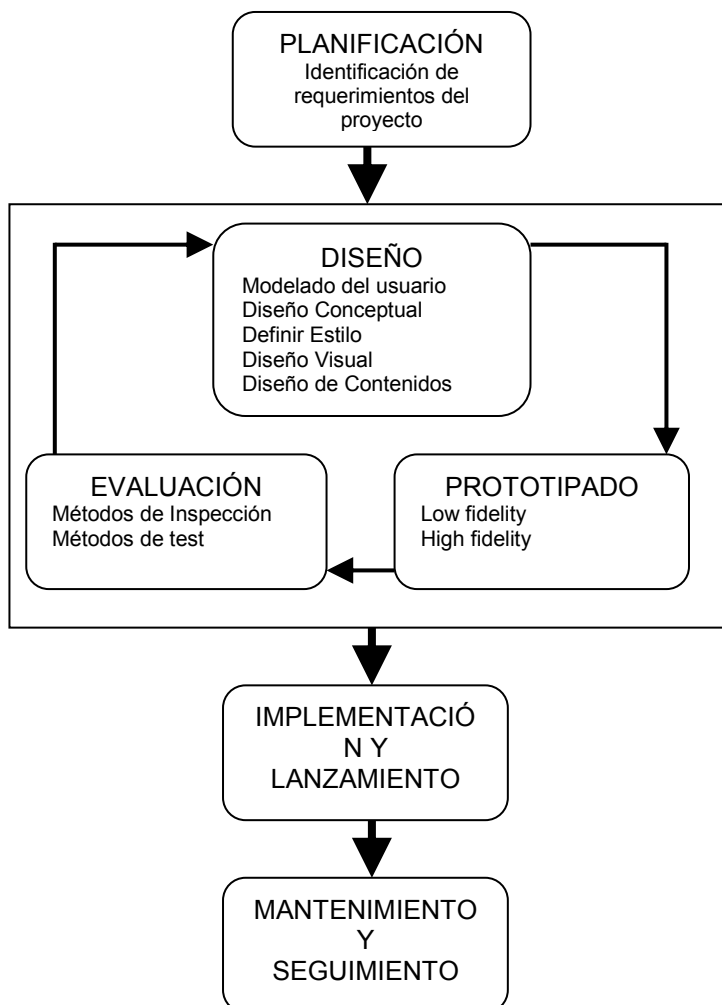 PLANIFICACIÓN
Identificación de
requerimientos del
proyecto
DISEÑO
Modelado del usuario
Diseño Conceptual
Definir Estilo
Diseño Visual
Diseño de Contenidos
EVALUACIÓN
Métodos de Inspección
Métodos de test
PROTOTIPADO
Low fidelity
High fidelity
IMPLEMENTACIÓ
N Y
LANZAMIENTO
MANTENIMIENTO
Y
SEGUIMIENTO